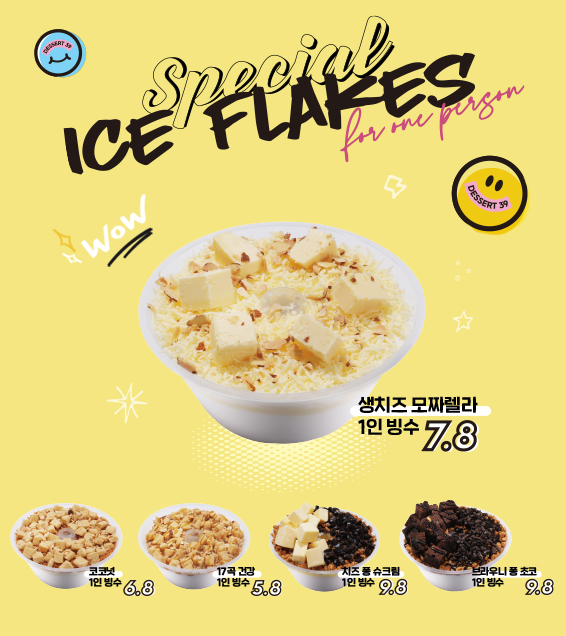 DESSERT 39
Special
ICE FLAKES
for one person
DESSERT 39
WOW
생치즈 모짜렐라
1인 빙수 7.8
코코넛
1인 빙수 6.8
17곡 건강
1인 빙수 5.8
치즈 퐁 슈크림
1인 빙수 9.8
브라우니 퐁 초코
1인 빙수 9.8